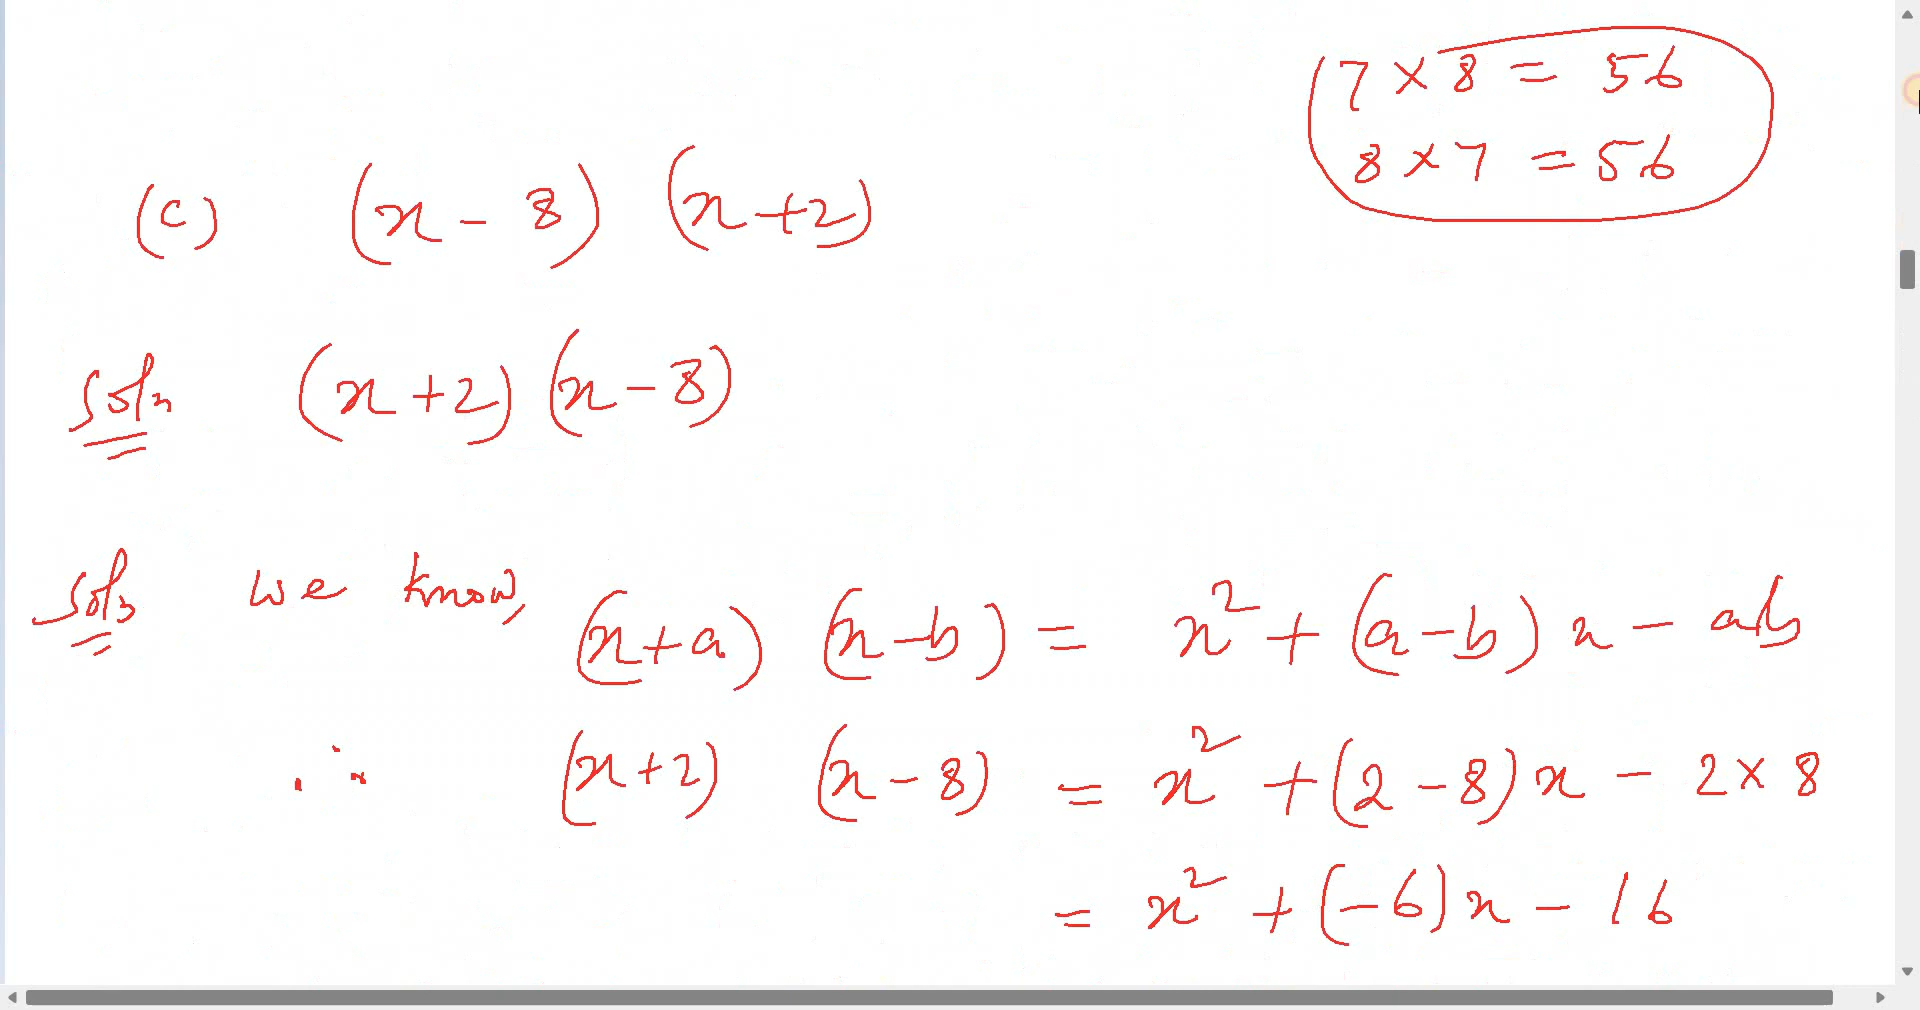 7 × 8 = 56
8 × 7 = 56
(c) (x - 8) (x + 2)
Soln (x + 2) (x - 8)
Soln we know,
(x + a) (x - b) = x² + (a - b) x - ab
∴ (x + 2) (x - 8) = x² + (2 - 8) x - 2 × 8
= x² + (-6) x - 16